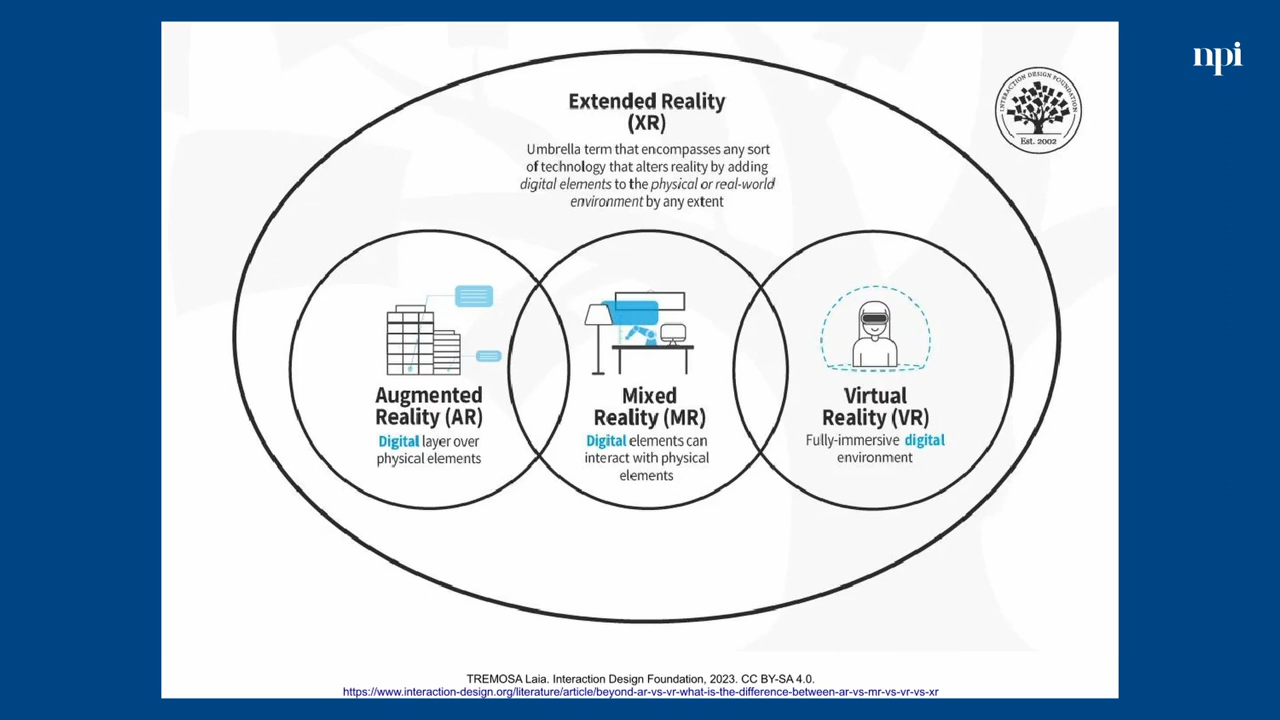 npi
INTERACTION DESIGN FOUNDATION
Est. 2002
Extended Reality
(XR)
Umbrella term that encompasses any sort
of technology that alters reality by adding
digital elements to the physical or real-world
environment by any extent
Augmented
Reality (AR)
Digital layer over
physical elements
Mixed
Reality (MR)
Digital elements can
interact with physical
elements
Virtual
Reality (VR)
Fully-immersive digital
environment
TREMOSA Laia. Interaction Design Foundation, 2023. CC BY-SA 4.0.
https://www.interaction-design.org/literature/article/beyond-ar-vs-vr-what-is-the-difference-between-ar-vs-mr-vs-vr-vs-xr